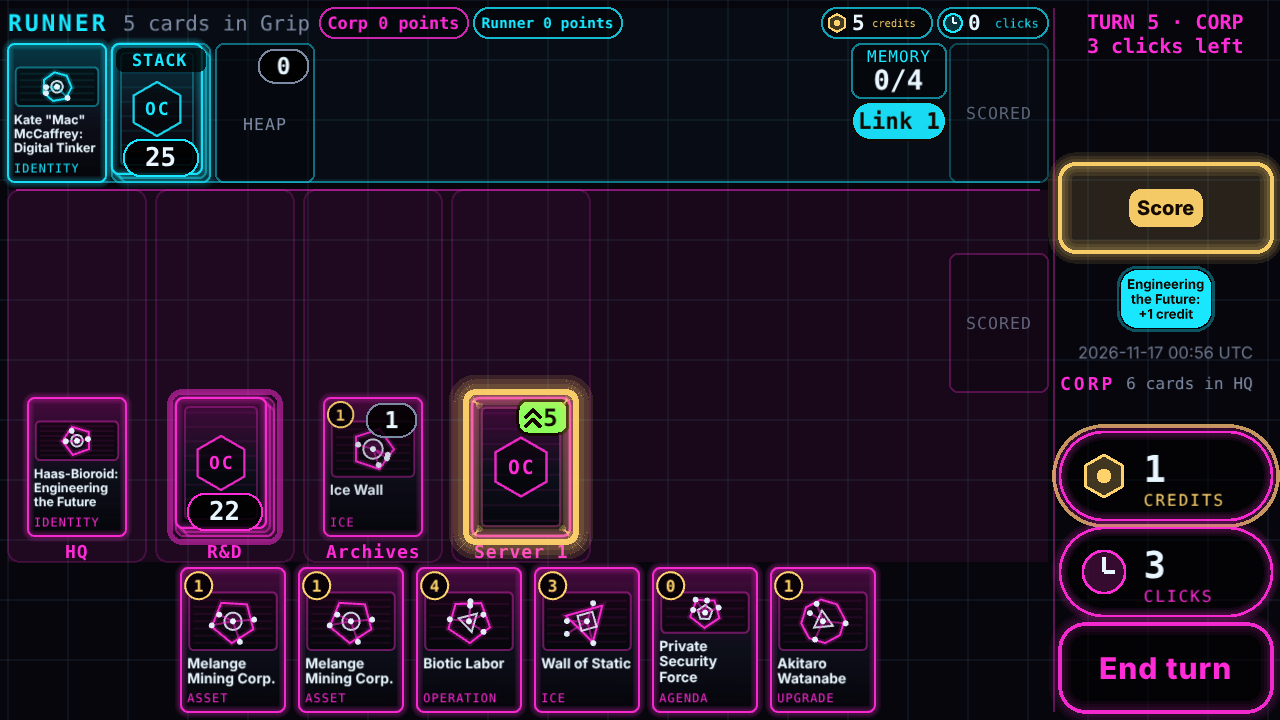 RUNNER 5 cards in Grip Corp 0 points Runner 0 points 5 credits 0 clicks
TURN 5 · CORP
3 clicks left
Kate "Mac"
McCaffrey:
Digital Tinker
IDENTITY
STACK
OC
25
0
HEAP
MEMORY
0/4
Link 1
SCORED
Score
Engineering
the Future:
+1 credit
2026-11-17 00:56 UTC
CORP 6 cards in HQ
SCORED
Haas-Bioroid:
Engineering
the Future
IDENTITY
HQ
OC
22
R&D
1
1
Ice Wall
ICE
Archives
5
OC
Server 1
1
CREDITS
3
CLICKS
End turn
1
Melange
Mining Corp.
ASSET
1
Melange
Mining Corp.
ASSET
4
Biotic Labor
OPERATION
3
Wall of Static
ICE
0
Private
Security
Force
AGENDA
1
Akitaro
Watanabe
UPGRADE